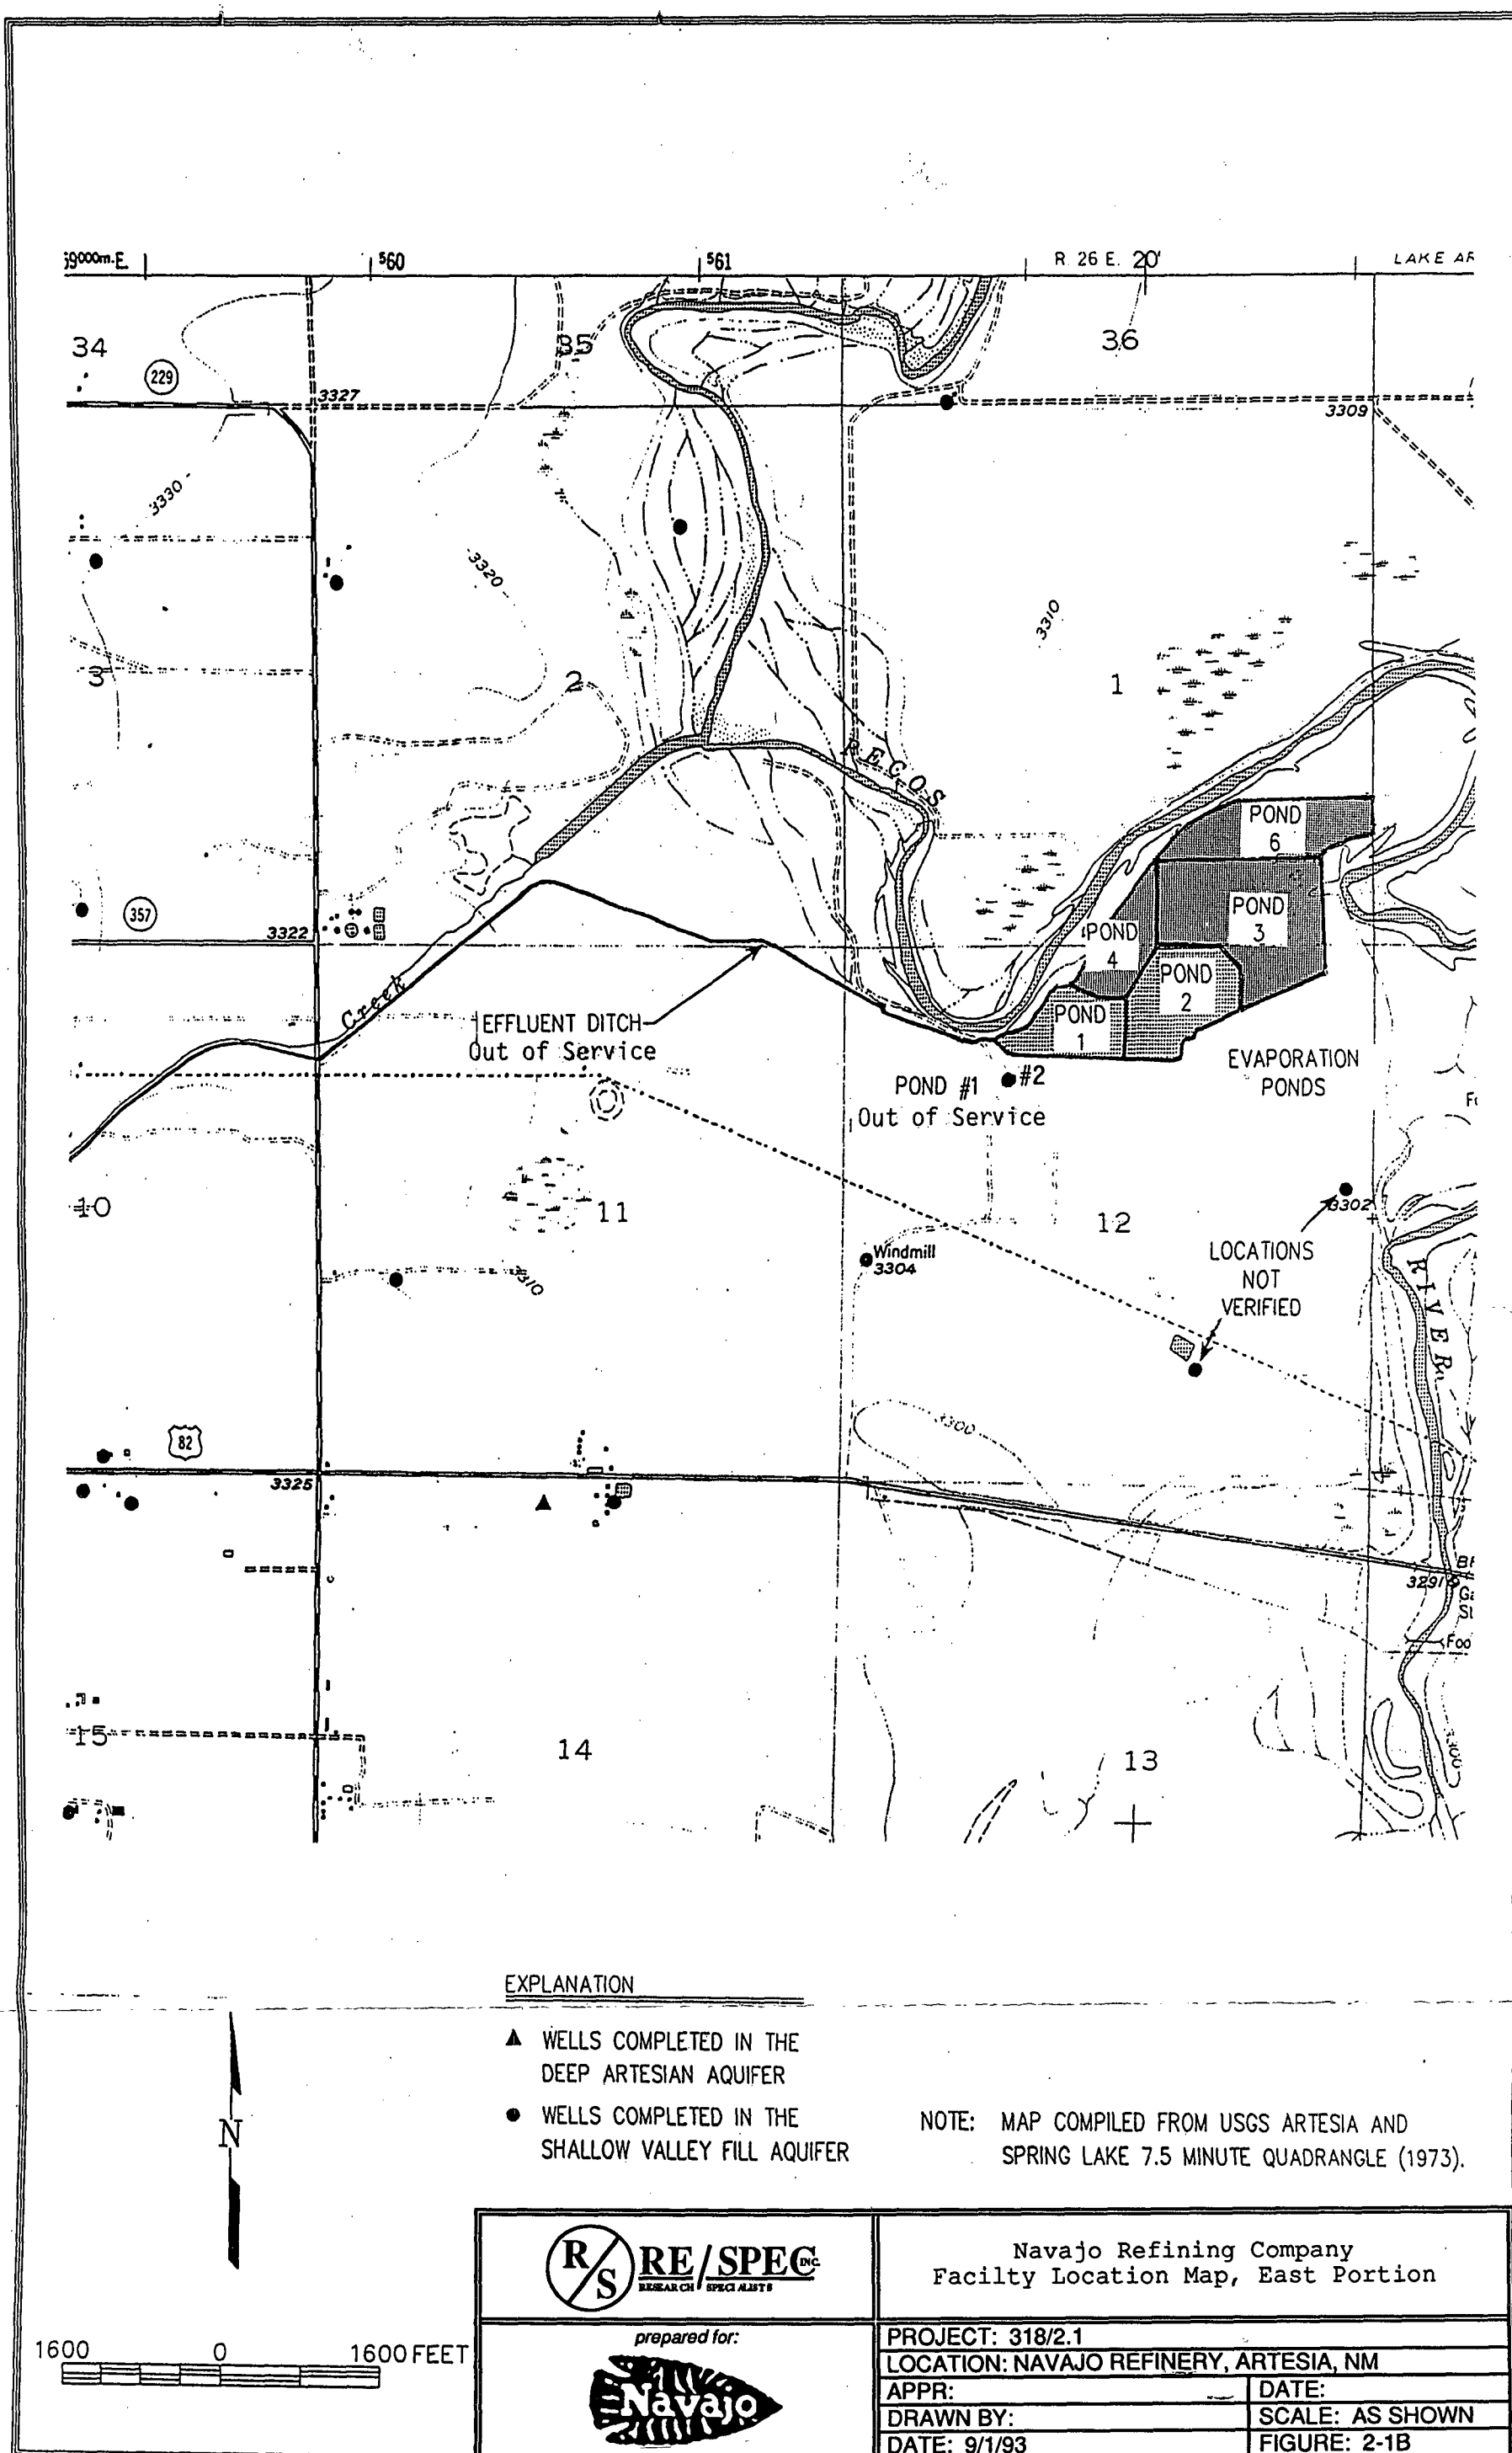 59000m.E.
560
561
R. 26 E. 20'
LAKE AR
34
35
36
229
3327
3309
3330
3320
3310
3
2
1
PECOS
POND
6
POND
3
POND
4
POND
2
POND
1
357
3322
Creek
EFFLUENT DITCH
Out of Service
EVAPORATION
PONDS
#2
POND #1
Out of Service
10
11
12
3302
LOCATIONS
NOT
VERIFIED
Windmill
3304
3310
RIVER
82
3300
3325
3291
Foo
15
14
13
3300
EXPLANATION
WELLS COMPLETED IN THE
DEEP ARTESIAN AQUIFER
WELLS COMPLETED IN THE
SHALLOW VALLEY FILL AQUIFER
NOTE: MAP COMPILED FROM USGS ARTESIA AND
SPRING LAKE 7.5 MINUTE QUADRANGLE (1973).
N
1600 0 1600 FEET
R/S RE/SPEC INC.
RESEARCH SPECIALISTS
Navajo Refining Company
Facilty Location Map, East Portion
prepared for:
Navajo
PROJECT: 318/2.1
LOCATION: NAVAJO REFINERY, ARTESIA, NM
APPR: DATE:
DRAWN BY: SCALE: AS SHOWN
DATE: 9/1/93 FIGURE: 2-1B